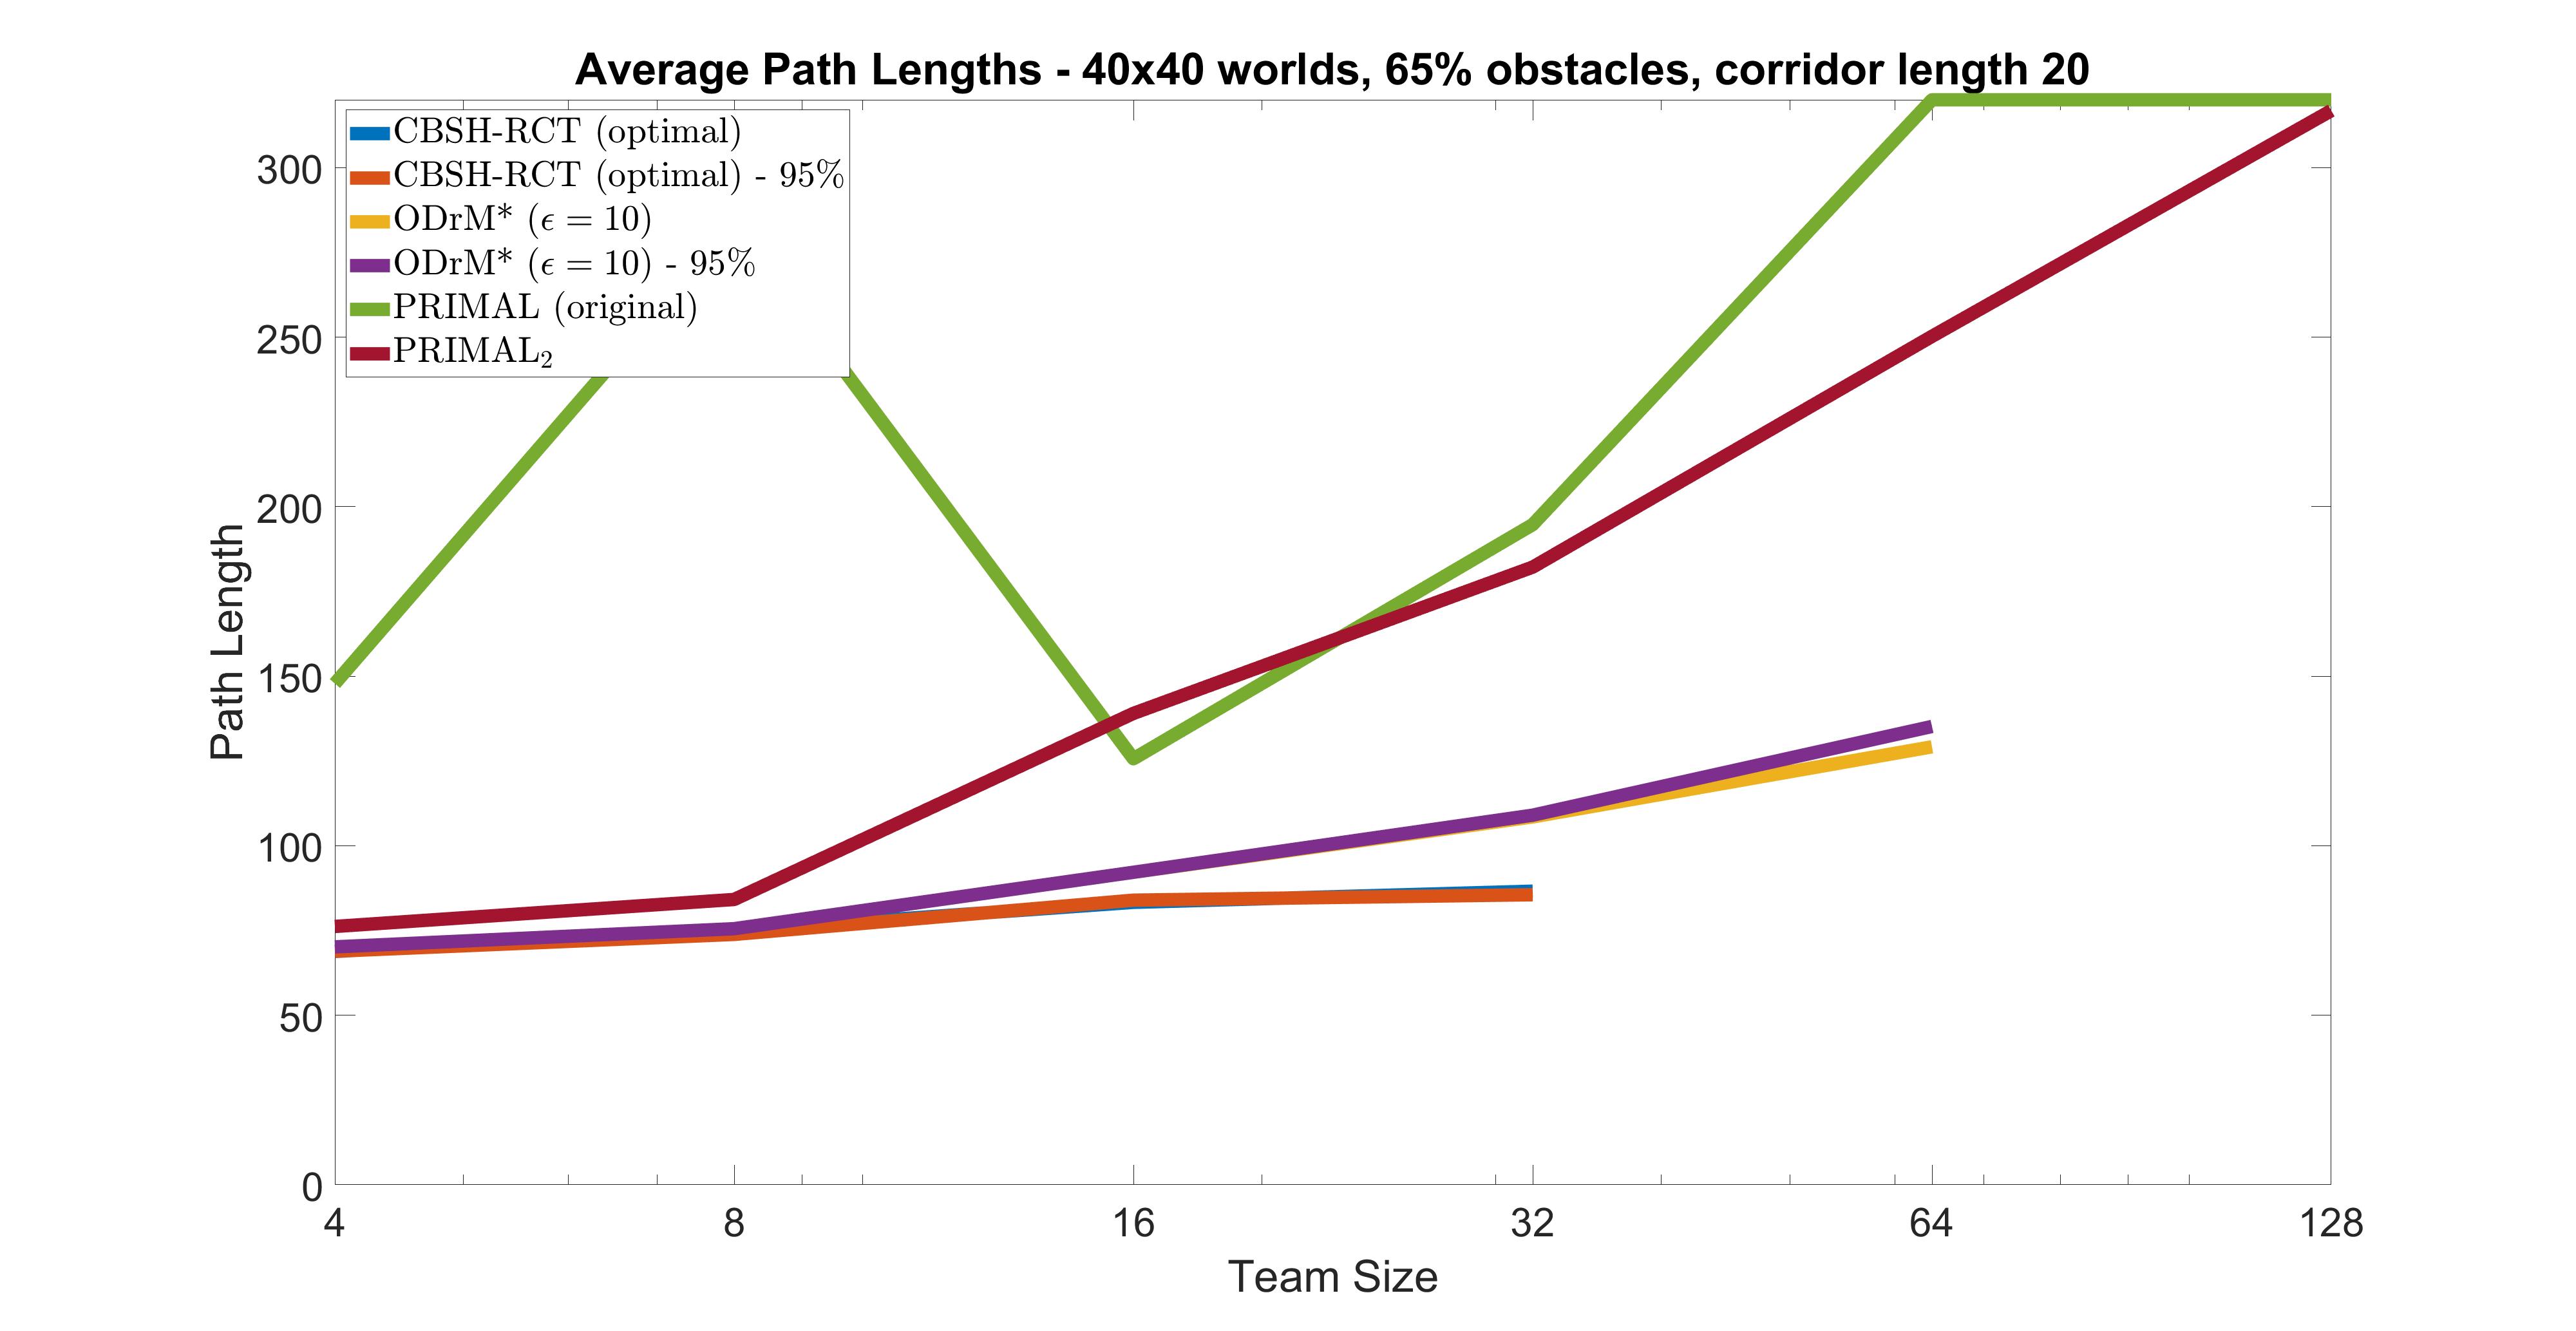 Average Path Lengths - 40x40 worlds, 65% obstacles, corridor length 20
CBSH-RCT (optimal)
CBSH-RCT (optimal) - 95%
ODrM* (ϵ = 10)
ODrM* (ϵ = 10) - 95%
PRIMAL (original)
PRIMAL₂
300
250
200
150
100
50
0
Path Length
4 8 16 32 64 128
Team Size